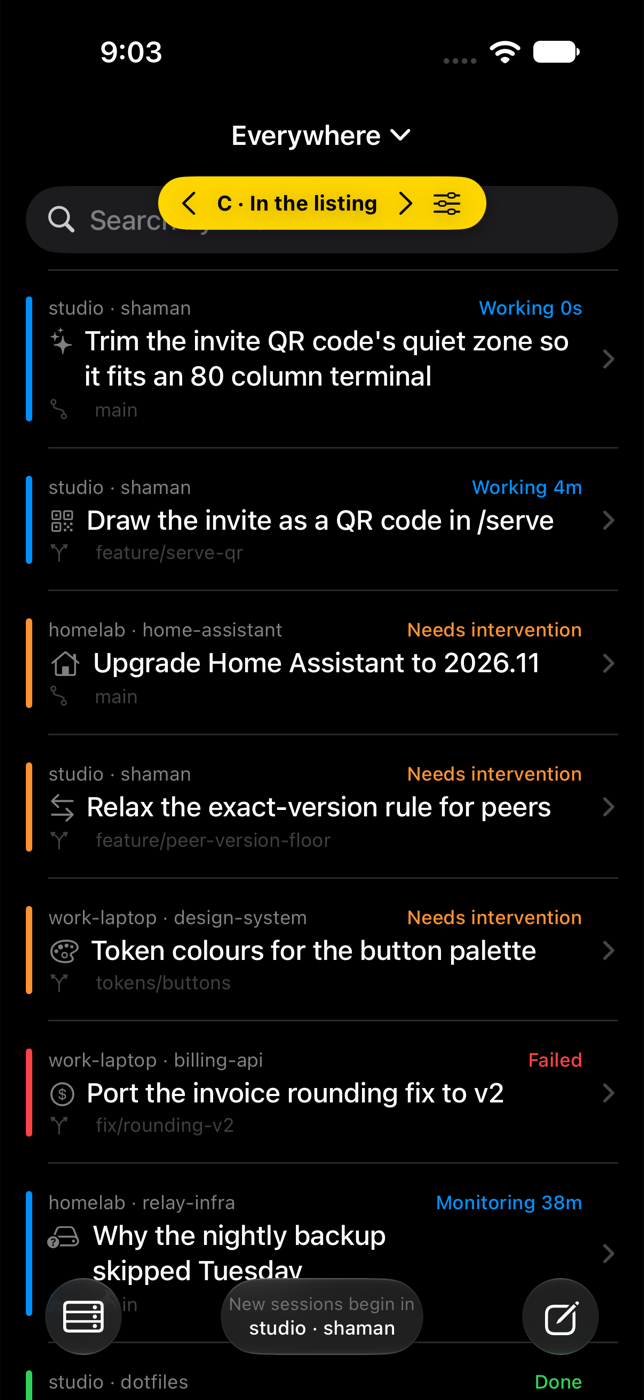 9:03
Everywhere
C · In the listing
Search
studio · shaman
Working 0s
Trim the invite QR code's quiet zone so
it fits an 80 column terminal
main
studio · shaman
Working 4m
Draw the invite as a QR code in /serve
feature/serve-qr
homelab · home-assistant
Needs intervention
Upgrade Home Assistant to 2026.11
main
studio · shaman
Needs intervention
Relax the exact-version rule for peers
feature/peer-version-floor
work-laptop · design-system
Needs intervention
Token colours for the button palette
tokens/buttons
work-laptop · billing-api
Failed
$
Port the invoice rounding fix to v2
fix/rounding-v2
homelab · relay-infra
Monitoring 38m
?
Why the nightly backup
skipped Tuesday
New sessions begin in
studio · shaman
studio · dotfiles
Done